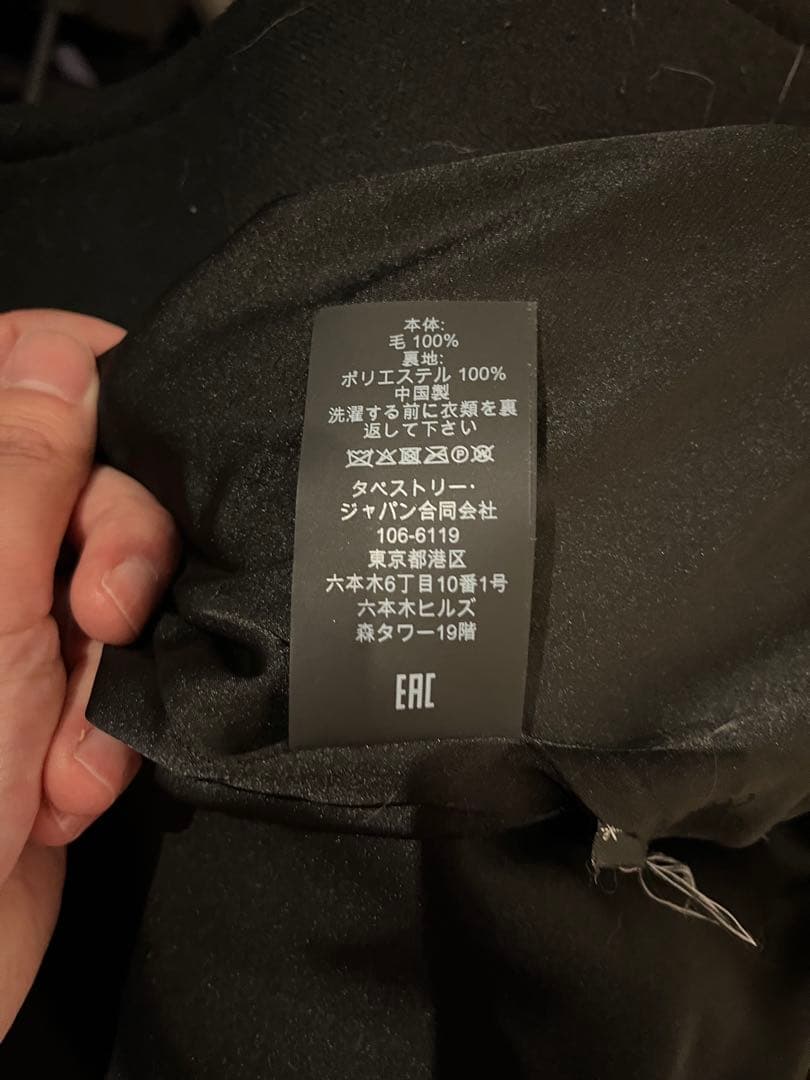 本体:
毛 100%
裏地:
ポリエステル 100%
中国製
洗濯する前に衣類を裏
返して下さい
タペストリー・
ジャパン合同会社
106-6119
東京都港区
六本木6丁目10番1号
六本木ヒルズ
森タワー19階
EAC